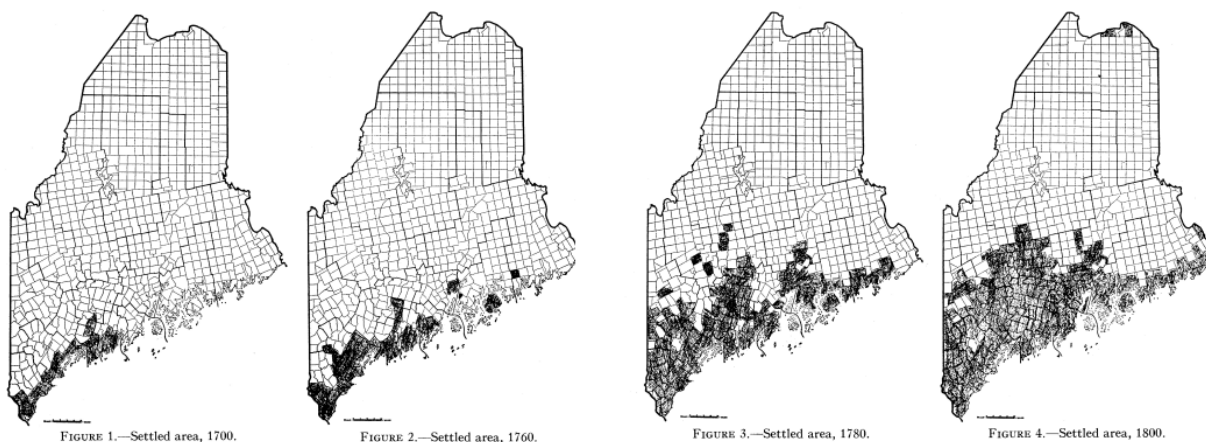 FIGURE 1.—Settled area, 1700.
FIGURE 2.—Settled area, 1760.
FIGURE 3.—Settled area, 1780.
FIGURE 4.—Settled area, 1800.